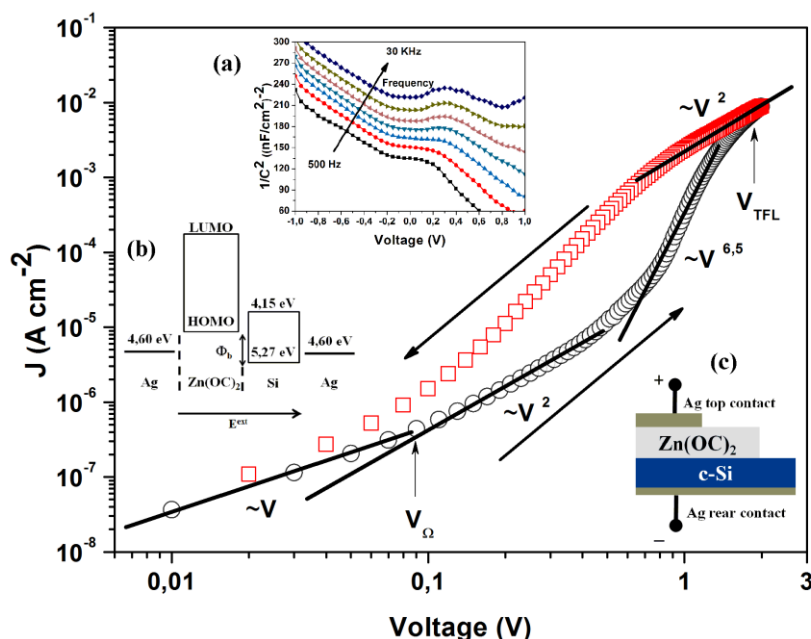 10⁻¹
10⁻²
10⁻³
10⁻⁴
10⁻⁵
10⁻⁶
10⁻⁷
10⁻⁸
J (A cm⁻²)
0,01
0,1
1
3
Voltage (V)
(a)
300
270
240
210
180
150
120
90
60
1/C² (nF/cm^-2)
-1,0 -0,8 -0,6 -0,4 -0,2 0,0 0,2 0,4 0,6 0,8 1,0
Voltage (V)
30 KHz
Frequency
500 Hz
(b)
LUMO
HOMO
4,15 eV
4,60 eV
5,27 eV
4,60 eV
Φb
Ag
Zn(OC)₂
Si
Ag
E^ext
~V²
V_TFL
~V^6,5
~V²
~V
V_Ω
(c)
+
Ag top contact
Zn(OC)₂
c-Si
Ag rear contact
–